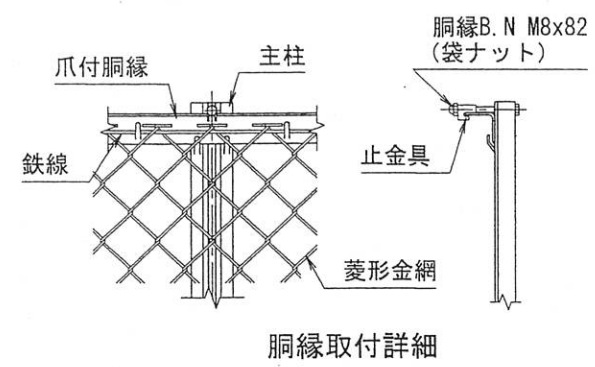 胴縁B.N M8x82
(袋ナット)
爪付胴縁
主柱
鉄線
止金具
菱形金網
胴縁取付詳細